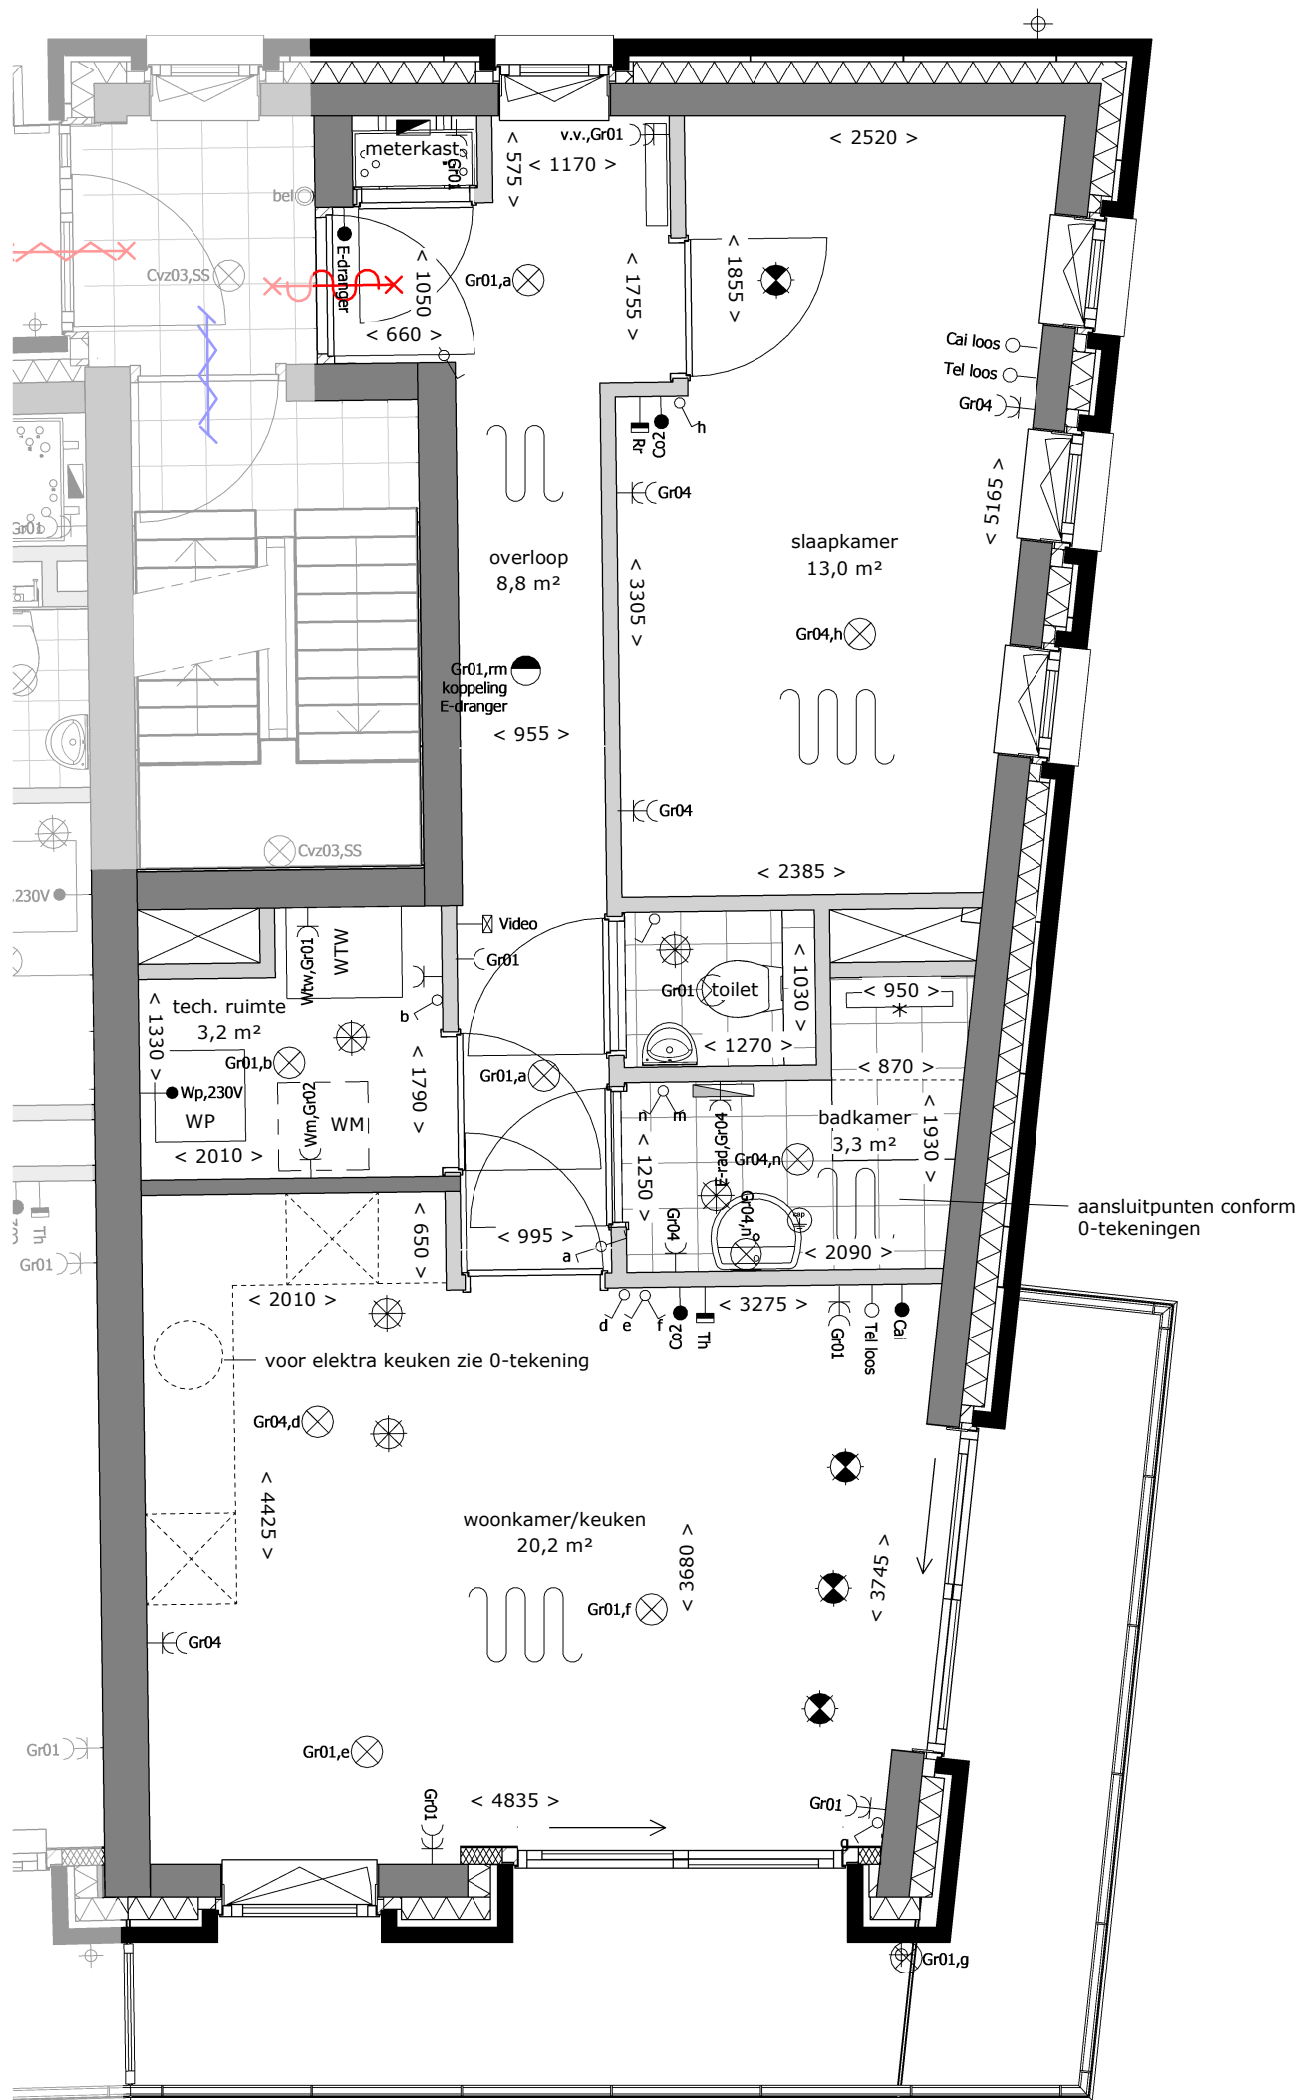 v.v.,Gr01
meterkast
Gr01
< 575 >
< 1170 >
< 2520 >
bel
E-dranger
Cvz03,SS
< 1050 >
Gr01,a
< 1755 >
< 1855 >
< 660 >
Cai loos
Tel loos
Gr04
Rr
Co2
h
Gr04
< 5165 >
Gr01
overloop
8,8 m²
slaapkamer
13,0 m²
< 3305 >
Gr04,h
Gr01,rm
koppeling
E-dranger
< 955 >
Gr04
Cvz03,SS
< 2385 >
,230V
Video
Gr01
Wtw,Gr01
WTW
tech. ruimte
3,2 m²
b
< 1330 >
Gr01
toilet
< 1030 >
< 950 >
< 1270 >
Gr01,b
Gr01,a
< 870 >
Wp,230V
WP
Wm,Gr02
WM
< 1790 >
< 2010 >
n
m
E-rad,Gr04
badkamer
3,3 m²
< 1930 >
< 1250 >
Gr04,n
Gr04,n
Gr04
cap
aansluitpunten conform
0-tekeningen
< 650 >
< 995 >
a
< 2090 >
Co2
Th
Gr01
< 2010 >
d
e
f
Co2
Th
< 3275 >
Gr01
Tel loos
Cai
voor elektra keuken zie 0-tekening
Gr04,d
< 4425 >
woonkamer/keuken
20,2 m²
< 3880 >
< 3745 >
Gr01,f
Gr04
Gr01
Gr01,e
Gr01
< 4835 >
Gr01
g
Gr01,g